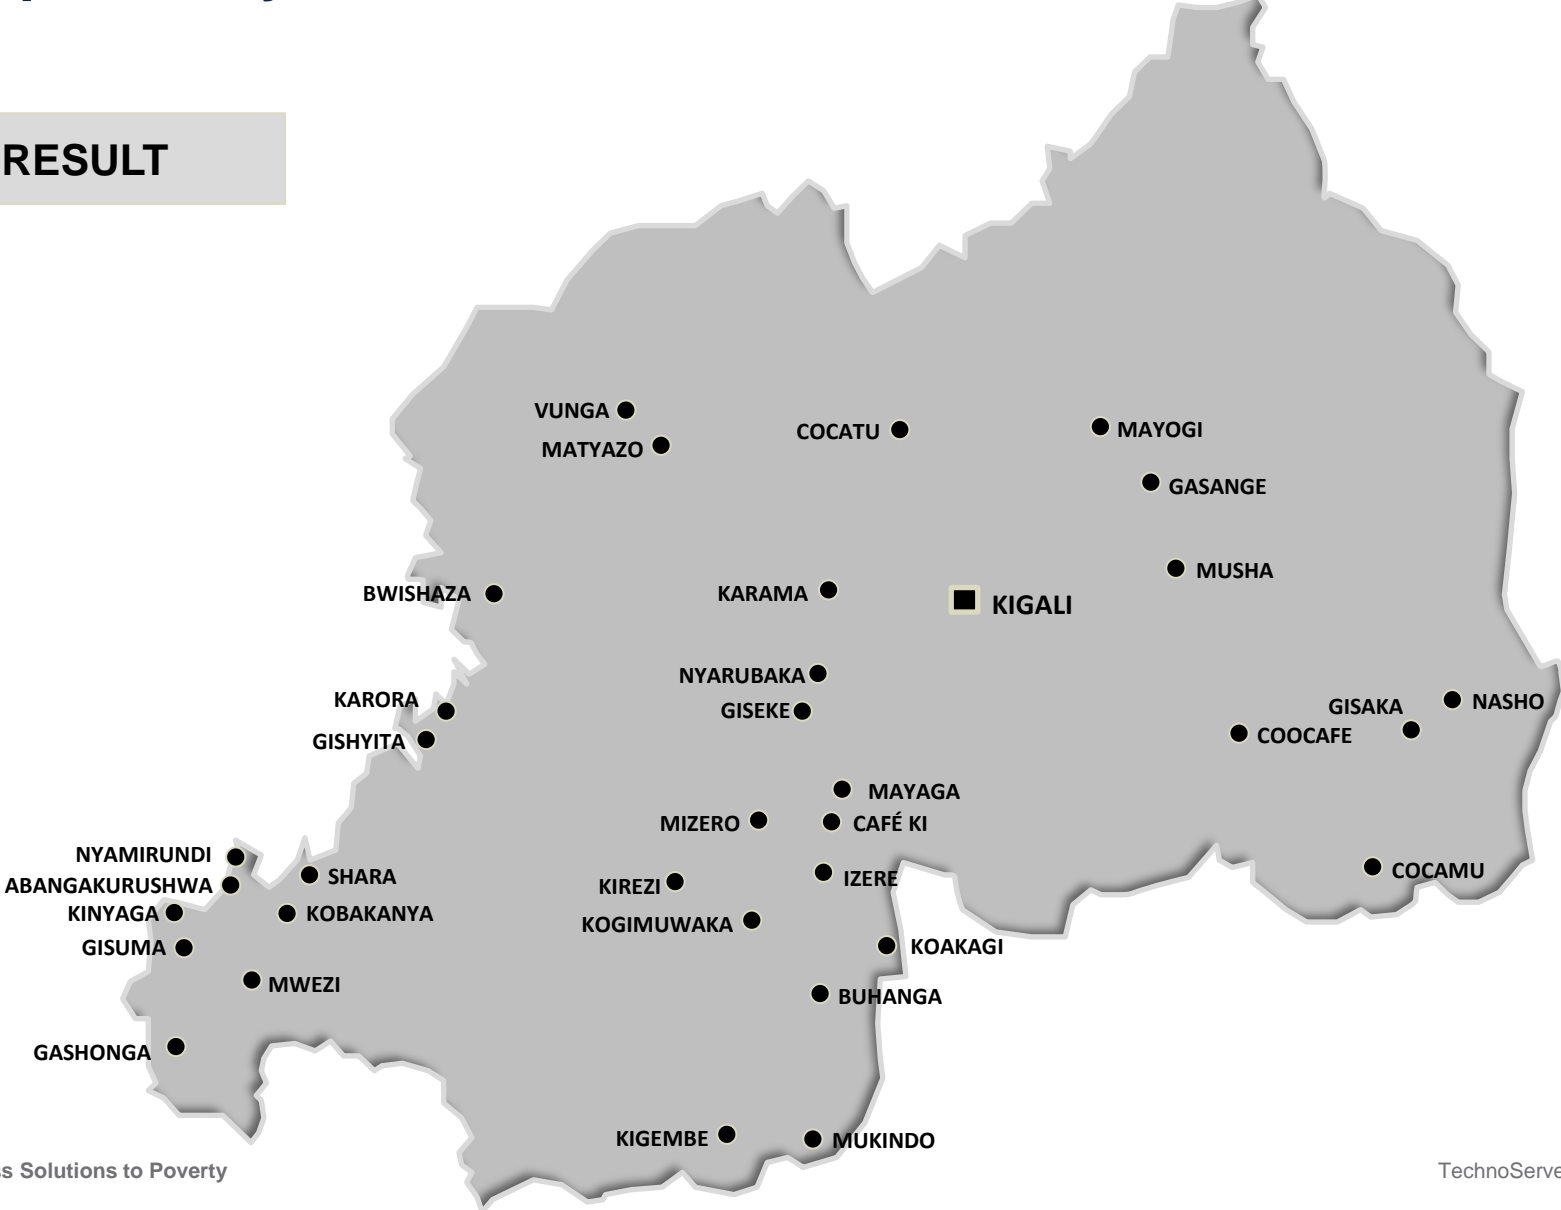 RESULT
VUNGA
COCATU
MAYOGI
MATYAZO
GASANGE
MUSHA
BWISHAZA
KARAMA
KIGALI
NYARUBAKA
KARORA
GISEKE
GISAKA
NASHO
GISHYITA
COOCAFE
MAYAGA
MIZERO
CAFÉ KI
NYAMIRUNDI
SHARA
ABANGAKURUSHWA
KIREZI
IZERE
COCAMU
KINYAGA
KOBAKANYA
KOGIMUWAKA
GISUMA
KOAKAGI
MWEZI
BUHANGA
GASHONGA
KIGEMBE
MUKINDO
Solutions to Poverty
TechnoServe